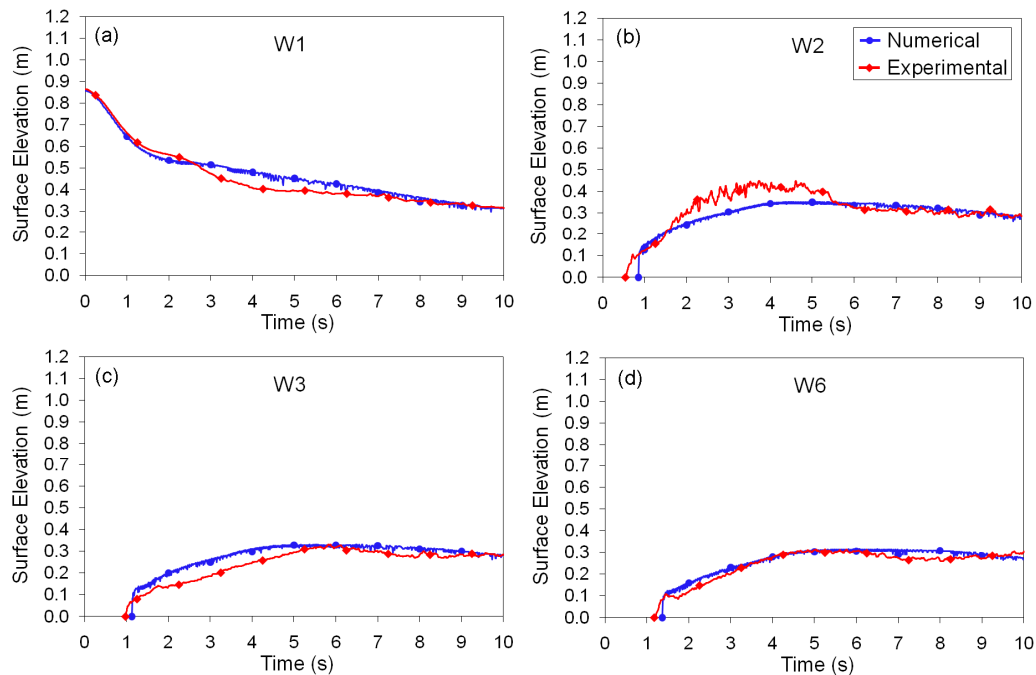 (a)
W1
Surface Elevation (m)
1.2
1.1
1.0
0.9
0.8
0.7
0.6
0.5
0.4
0.3
0.2
0.1
0.0
0 1 2 3 4 5 6 7 8 9 10
Time (s)
(b)
W2
Numerical
Experimental
Surface Elevation (m)
1.2
1.1
1.0
0.9
0.8
0.7
0.6
0.5
0.4
0.3
0.2
0.1
0.0
0 1 2 3 4 5 6 7 8 9 10
Time (s)
(c)
W3
Surface Elevation (m)
1.2
1.1
1.0
0.9
0.8
0.7
0.6
0.5
0.4
0.3
0.2
0.1
0.0
0 1 2 3 4 5 6 7 8 9 10
Time (s)
(d)
W6
Surface Elevation (m)
1.2
1.1
1.0
0.9
0.8
0.7
0.6
0.5
0.4
0.3
0.2
0.1
0.0
0 1 2 3 4 5 6 7 8 9 10
Time (s)